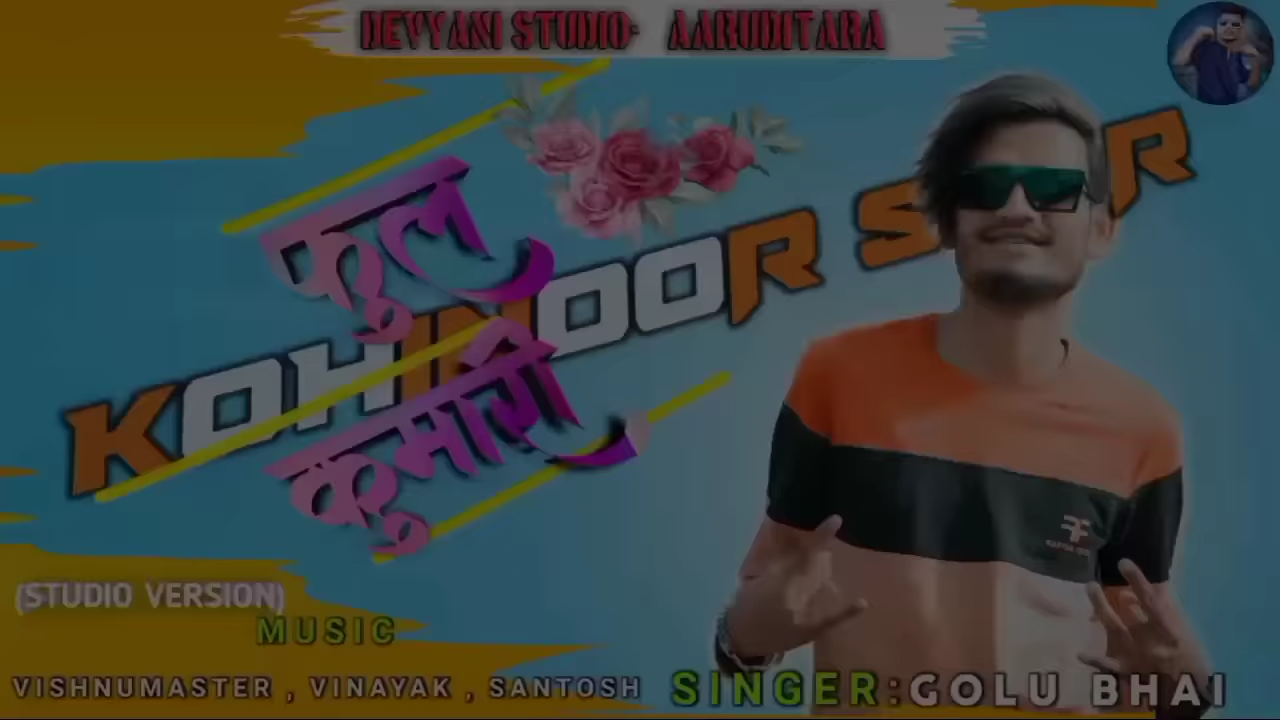 DEVYANI STUDIO:  AARUDITARA
फुल
KOHINOOR S R
कुमारी
(STUDIO VERSION)
MUSIC
VISHNUMASTER , VINAYAK , SANTOSH
SINGER:GOLU BHAI